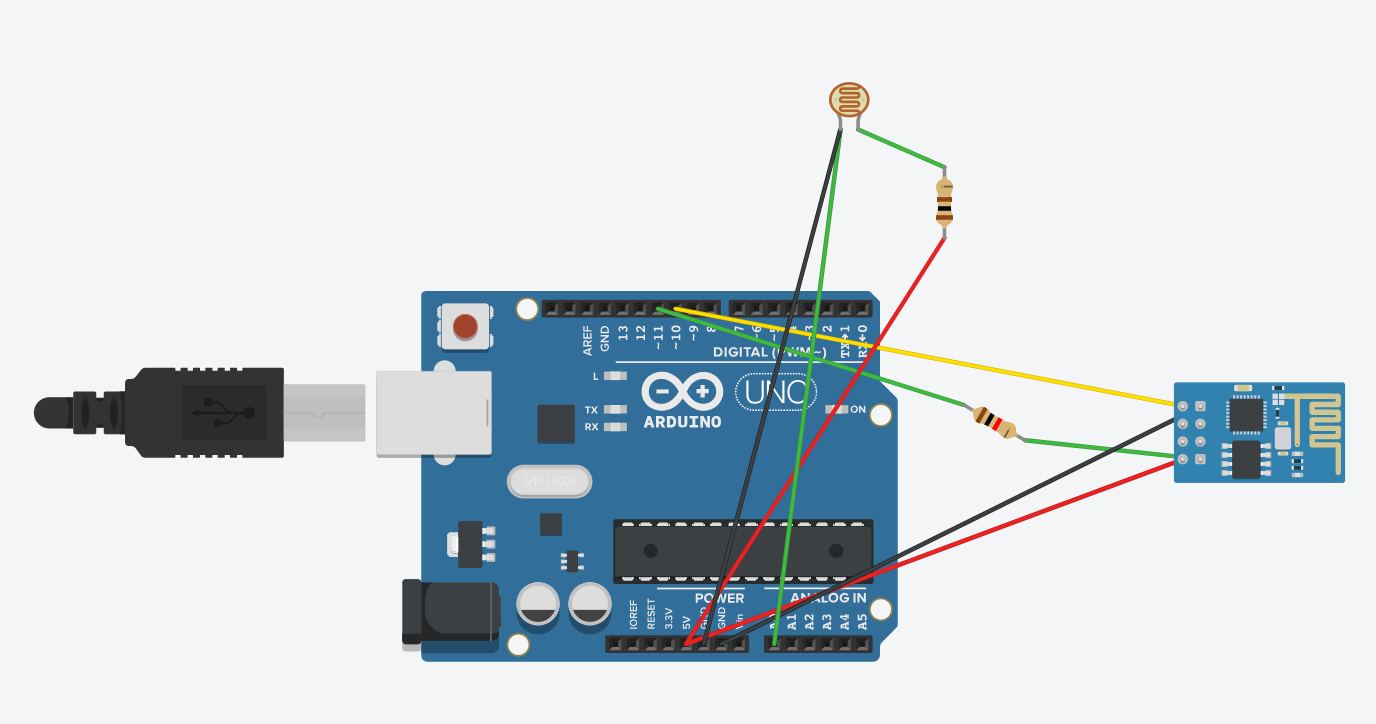 AREF
GND
13
12
~11
~10
~9
8
7
~6
~5
4
~3
2
TX→1
RX←0
DIGITAL (PWM~)
L
TX
RX
ARDUINO
UNO
ON
SPK16.000G
POWER
ANALOG IN
IOREF
RESET
3.3V
5V
GND
GND
Vin
A0
A1
A2
A3
A4
A5